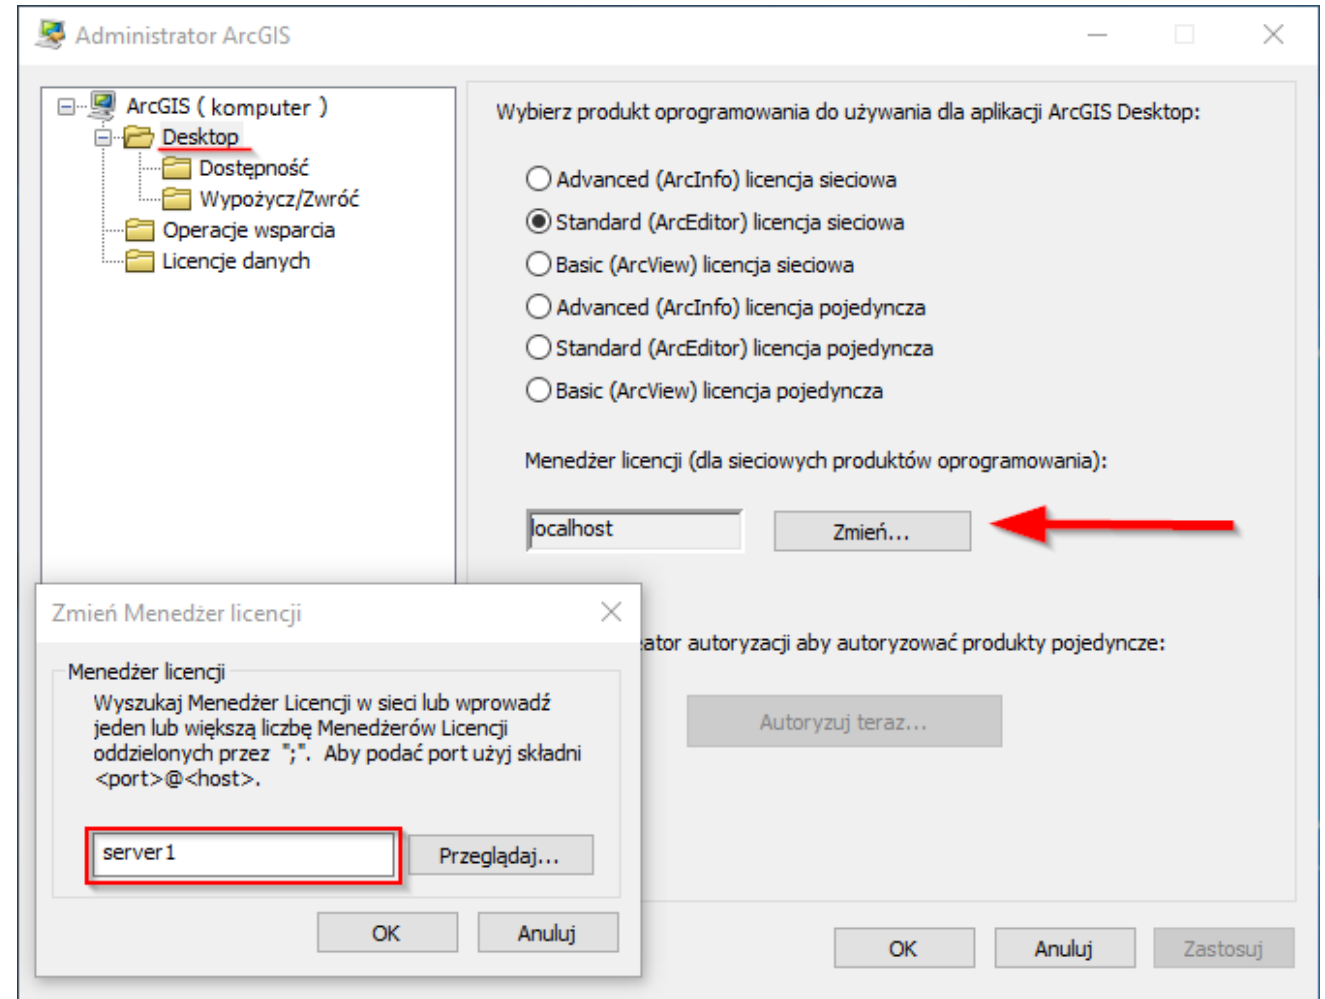 Administrator ArcGIS
ArcGIS ( komputer )
Desktop
Dostępność
Wypożycz/Zwróć
Operacje wsparcia
Licencje danych
Wybierz produkt oprogramowania do używania dla aplikacji ArcGIS Desktop:
Advanced (ArcInfo) licencja sieciowa
Standard (ArcEditor) licencja sieciowa
Basic (ArcView) licencja sieciowa
Advanced (ArcInfo) licencja pojedyncza
Standard (ArcEditor) licencja pojedyncza
Basic (ArcView) licencja pojedyncza
Menedżer licencji (dla sieciowych produktów oprogramowania):
localhost
Zmień...
autoryzacji aby autoryzować produkty pojedyncze:
Autoryzuj teraz...
OK
Anuluj
Zastosuj
Zmień Menedżer licencji
Menedżer licencji
Wyszukaj Menedżer Licencji w sieci lub wprowadź
jeden lub większą liczbę Menedżerów Licencji
oddzielonych przez ";". Aby podać port użyj składni
<port>@<host>.
server1
Przeglądaj...
OK
Anuluj